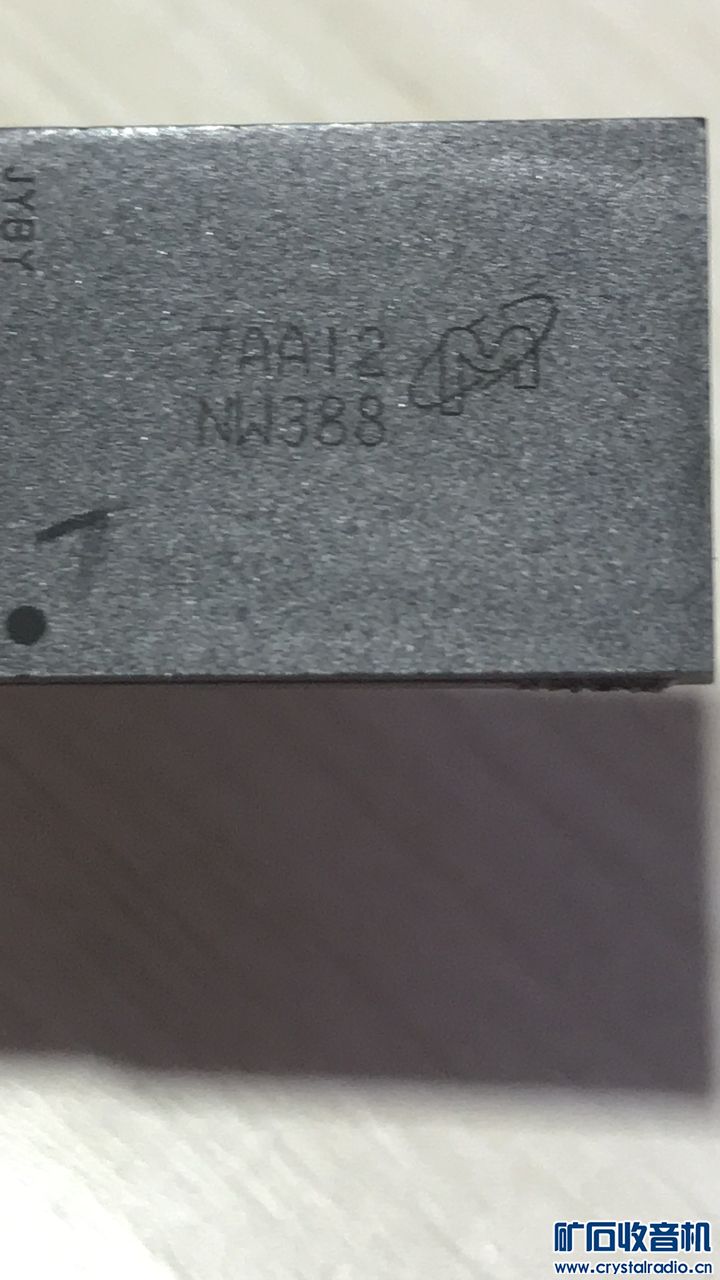 JYBY
7AA12
NW388
矿石收音机
www.crystalradio.cn